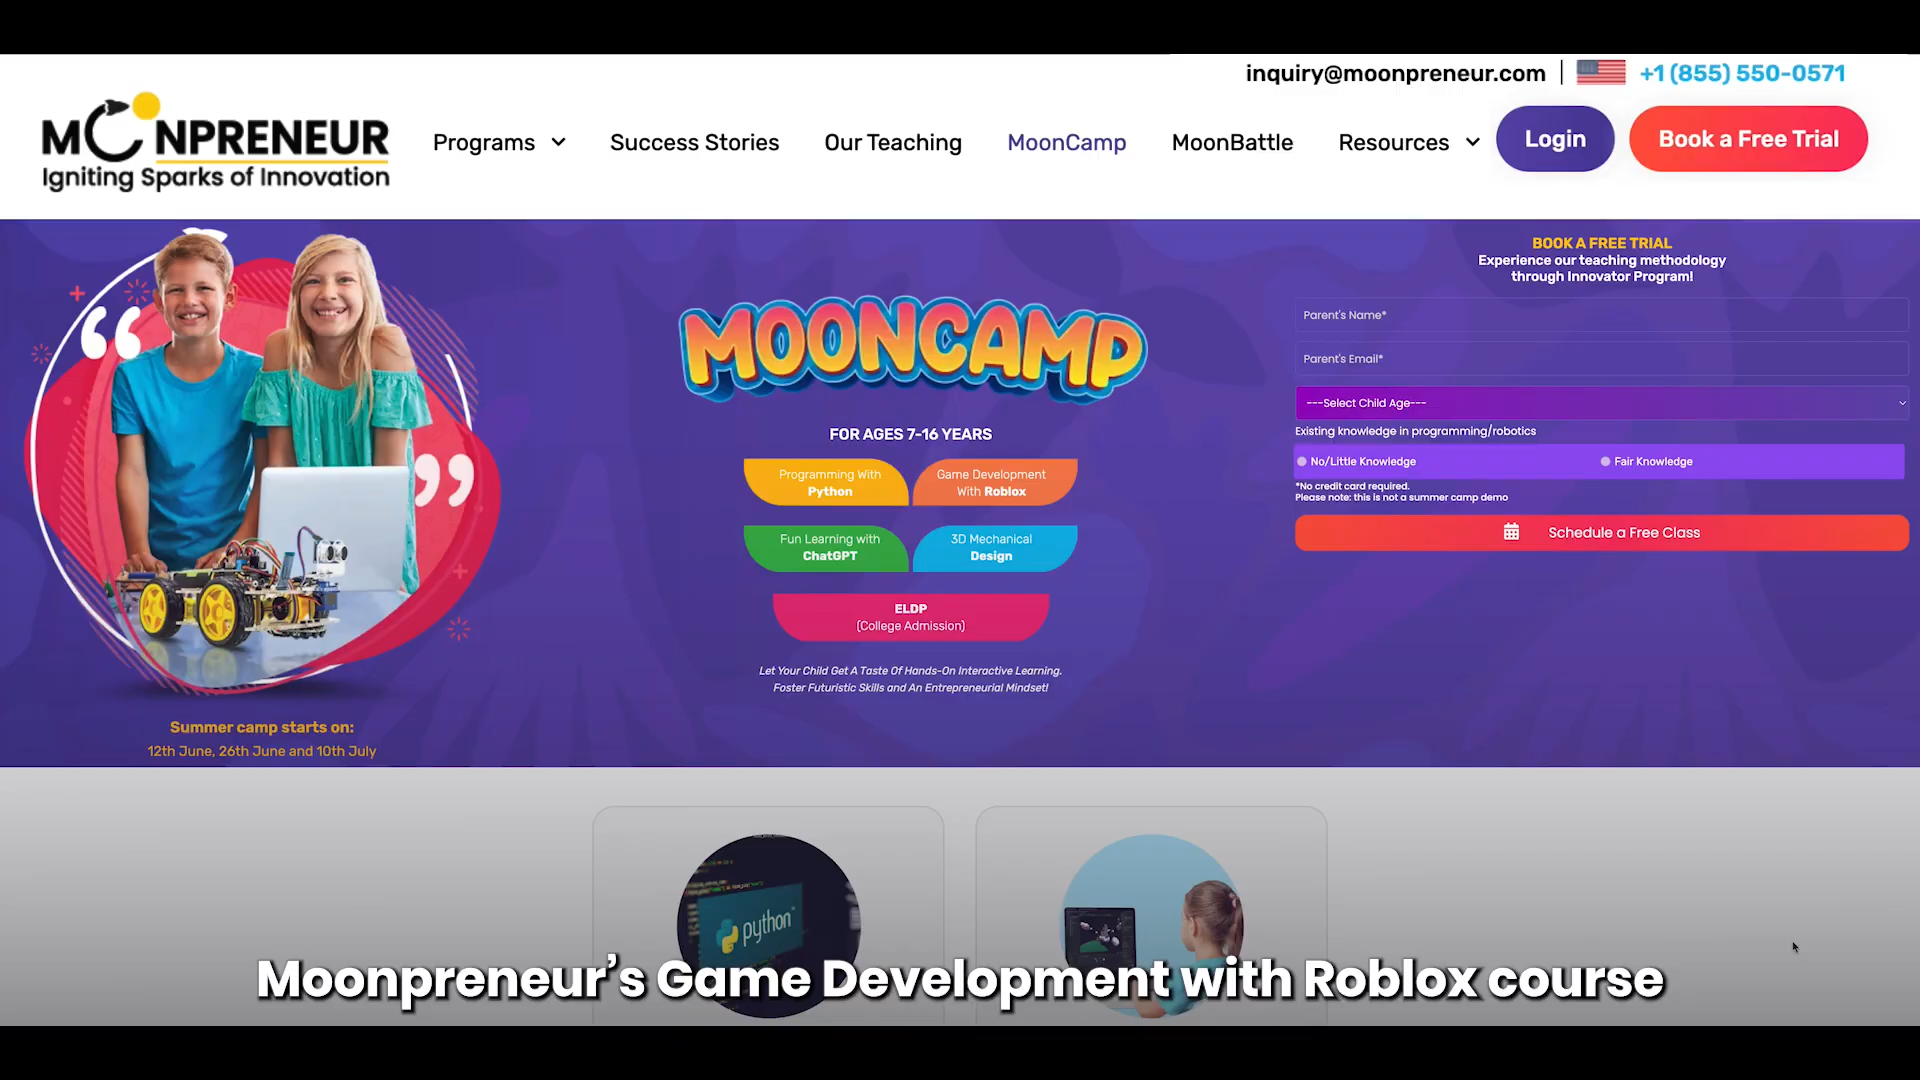 inquiry@moonpreneur.com
+1 (855) 550-0571
MOONPRENEUR
Igniting Sparks of Innovation
Programs
Success Stories
Our Teaching
MoonCamp
MoonBattle
Resources
Login
Book a Free Trial
MOONCAMP
FOR AGES 7-16 YEARS
Programming With
Python
Game Development
With Roblox
Fun Learning with
ChatGPT
3D Mechanical
Design
ELDP
(College Admission)
Let Your Child Get A Taste Of Hands-On Interactive Learning.
Foster Futuristic Skills and An Entrepreneurial Mindset!
Summer camp starts on:
12th June, 26th June and 10th July
BOOK A FREE TRIAL
Experience our teaching methodology
through Innovator Program!
Parent's Name*
Parent's Email*
---Select Child Age---
Existing knowledge in programming/robotics
No/Little Knowledge
Fair Knowledge
*No credit card required.
Please note: this is not a summer camp demo
Schedule a Free Class
python
Moonpreneur's Game Development with Roblox course